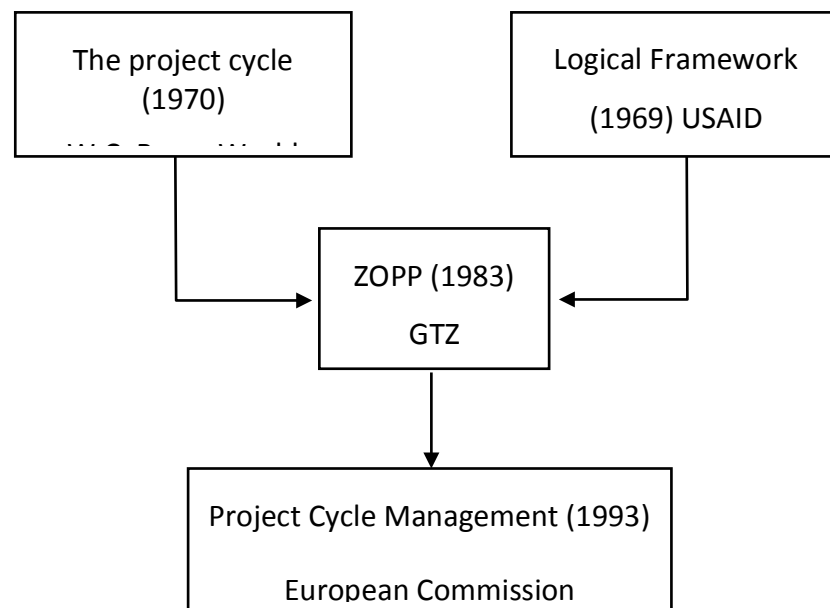 The project cycle
(1970)
Logical Framework
(1969) USAID
ZOPP (1983)
GTZ
Project Cycle Management (1993)
European Commission